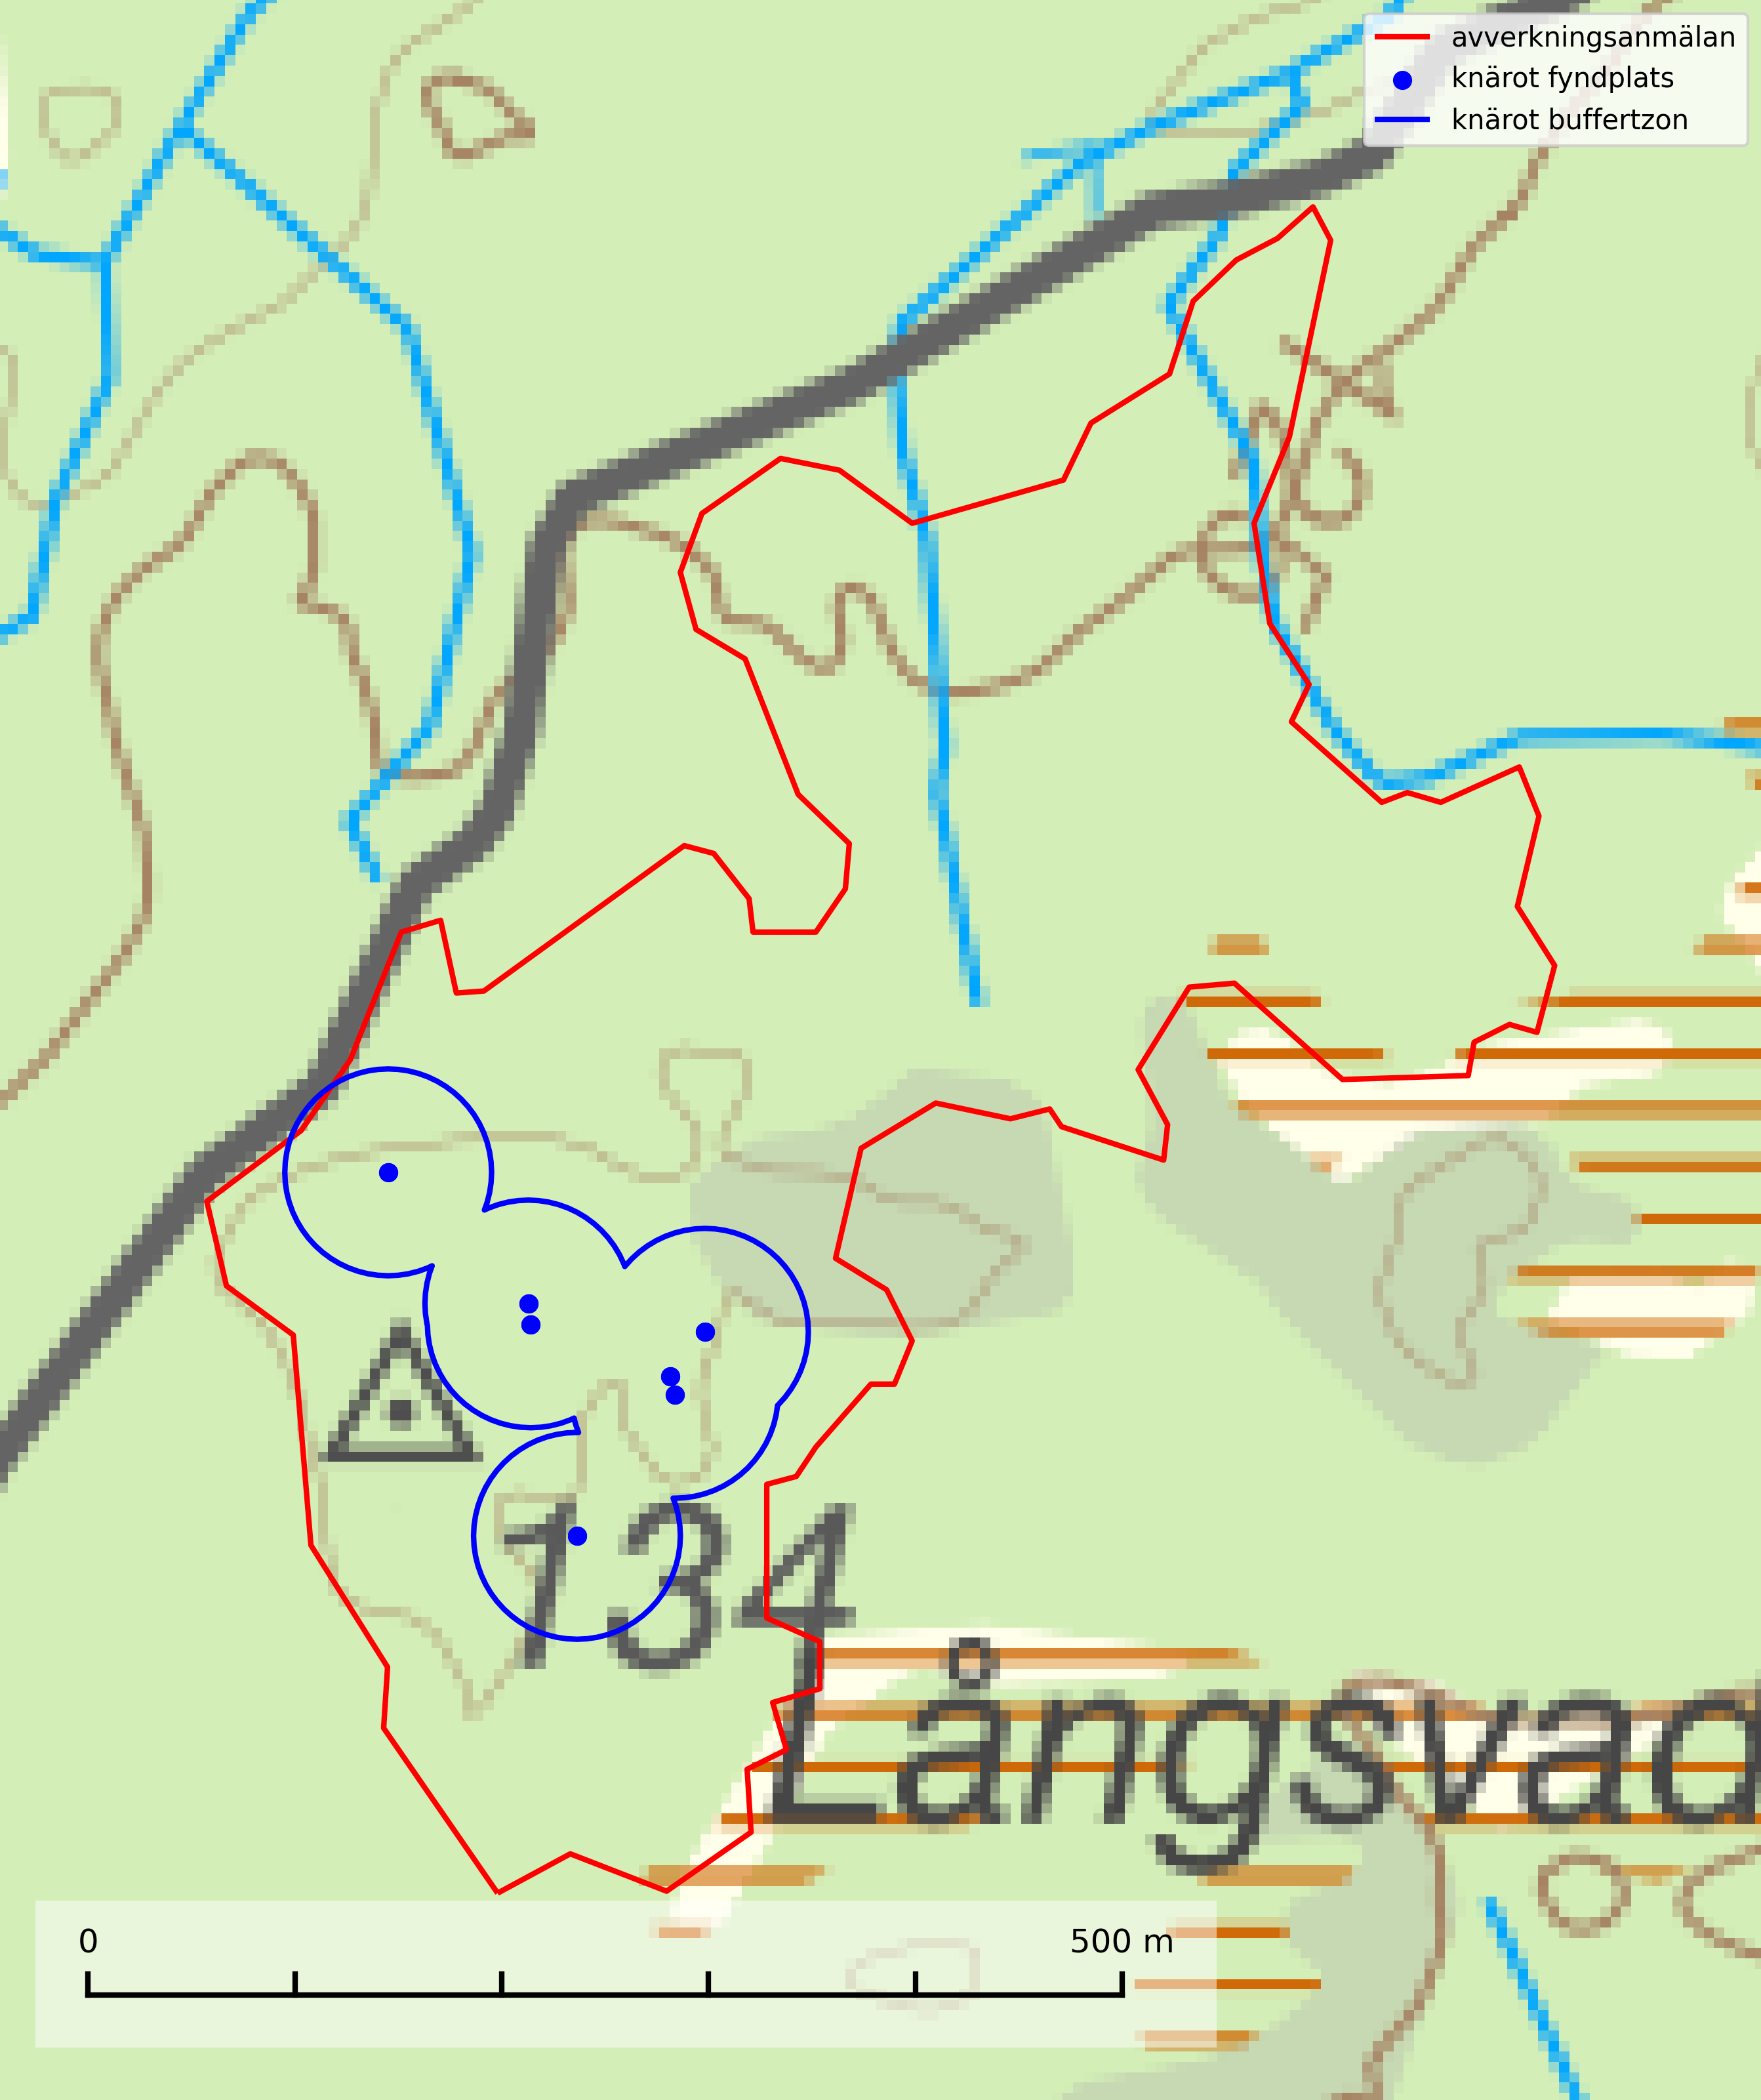 avverkningsanmälan
knärot fyndplats
knärot buffertzon
134
Långsvad
0 500 m